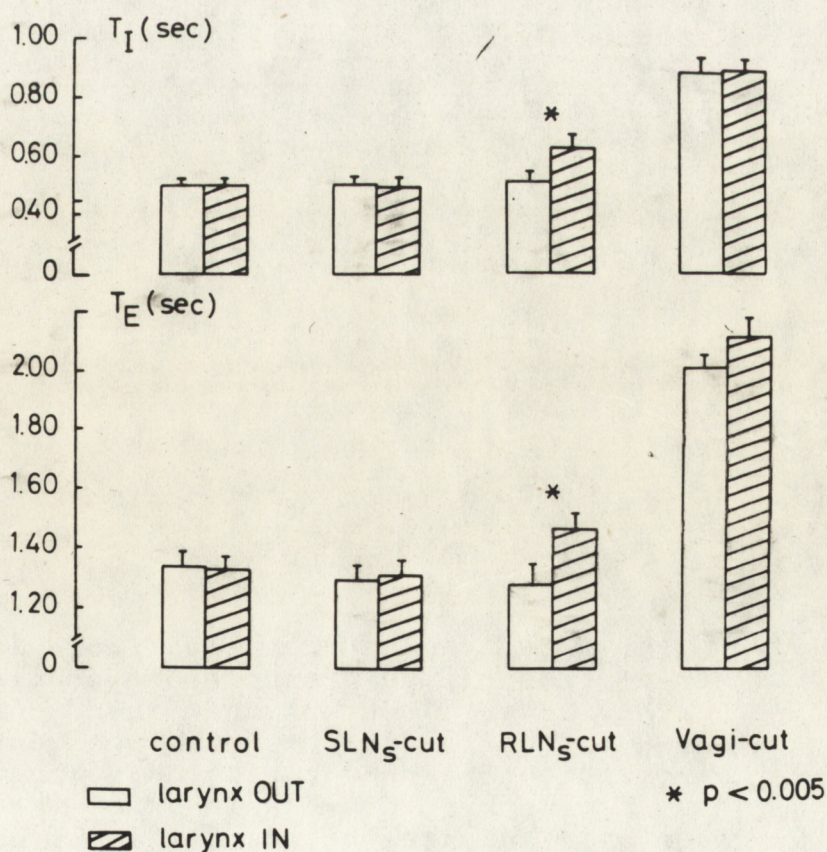 T_I (sec)
1.00
0.80
0.60
0.40
0
*
T_E (sec)
2.00
1.80
1.60
1.40
1.20
0
*
control SLN_S-cut RLN_S-cut Vagi-cut
larynx OUT * p < 0.005
larynx IN